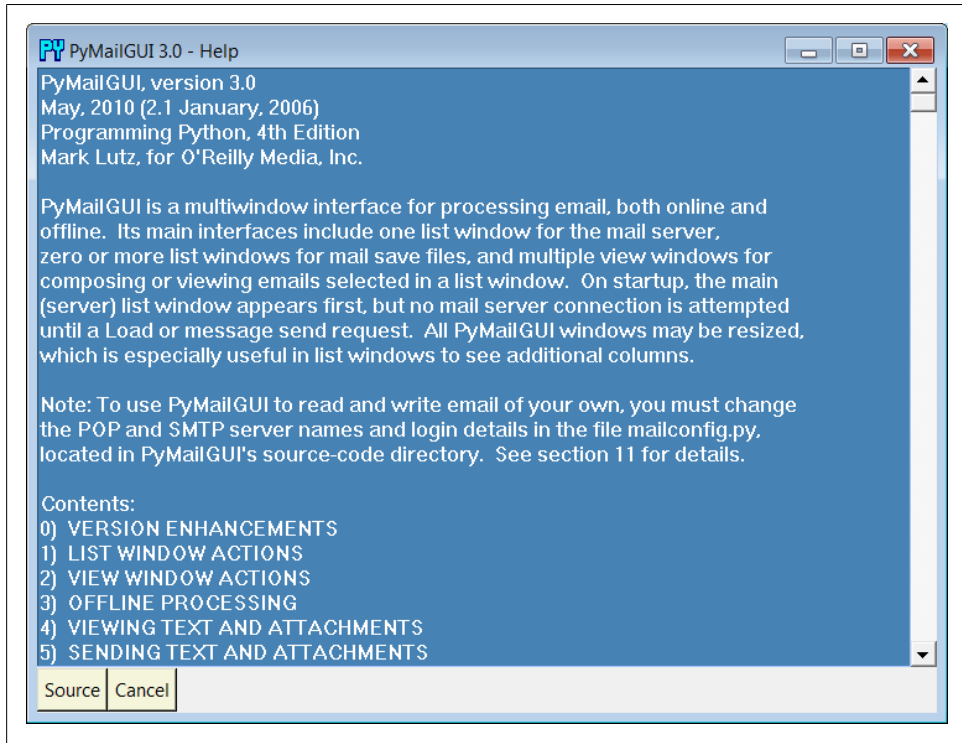 PY PyMailGUI 3.0 - Help
PyMailGUI, version 3.0
May, 2010 (2.1 January, 2006)
Programming Python, 4th Edition
Mark Lutz, for O'Reilly Media, Inc.
PyMailGUI is a multiwindow interface for processing email, both online and
offline.  Its main interfaces include one list window for the mail server,
zero or more list windows for mail save files, and multiple view windows for
composing or viewing emails selected in a list window.  On startup, the main
(server) list window appears first, but no mail server connection is attempted
until a Load or message send request.  All PyMailGUI windows may be resized,
which is especially useful in list windows to see additional columns.
Note: To use PyMailGUI to read and write email of your own, you must change
the POP and SMTP server names and login details in the file mailconfig.py,
located in PyMailGUI's source-code directory.  See section 11 for details.
Contents:
0)  VERSION ENHANCEMENTS
1)  LIST WINDOW ACTIONS
2)  VIEW WINDOW ACTIONS
3)  OFFLINE PROCESSING
4)  VIEWING TEXT AND ATTACHMENTS
5)  SENDING TEXT AND ATTACHMENTS
Source Cancel